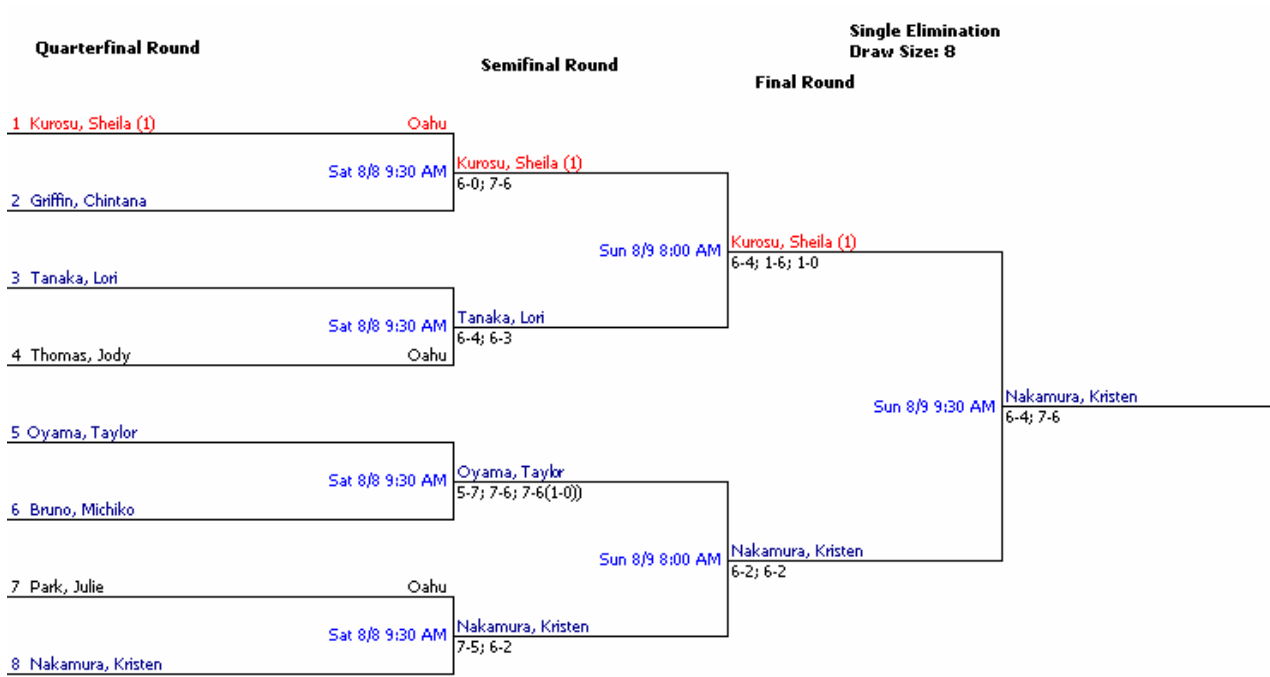 Single Elimination
Draw Size: 8
Quarterfinal Round
Semifinal Round
Final Round
1 Kurosu, Sheila (1) Oahu
Sat 8/8 9:30 AM
Kurosu, Sheila (1)
6-0; 7-6
2 Griffin, Chintana
Sun 8/9 8:00 AM
Kurosu, Sheila (1)
6-4; 1-6; 1-0
3 Tanaka, Lori
Sat 8/8 9:30 AM
Tanaka, Lori
6-4; 6-3
4 Thomas, Jody Oahu
Sun 8/9 9:30 AM
Nakamura, Kristen
6-4; 7-6
5 Oyama, Taylor
Sat 8/8 9:30 AM
Oyama, Taylor
5-7; 7-6; 7-6(1-0))
6 Bruno, Michiko
Sun 8/9 8:00 AM
Nakamura, Kristen
6-2; 6-2
7 Park, Julie Oahu
Sat 8/8 9:30 AM
Nakamura, Kristen
7-5; 6-2
8 Nakamura, Kristen